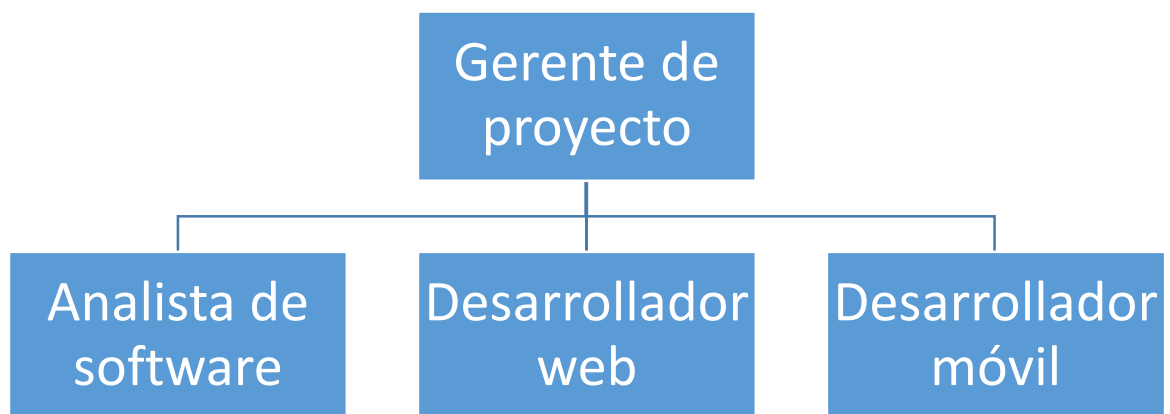 Gerente de
proyecto
Analista de
software
Desarrollador
web
Desarrollador
móvil